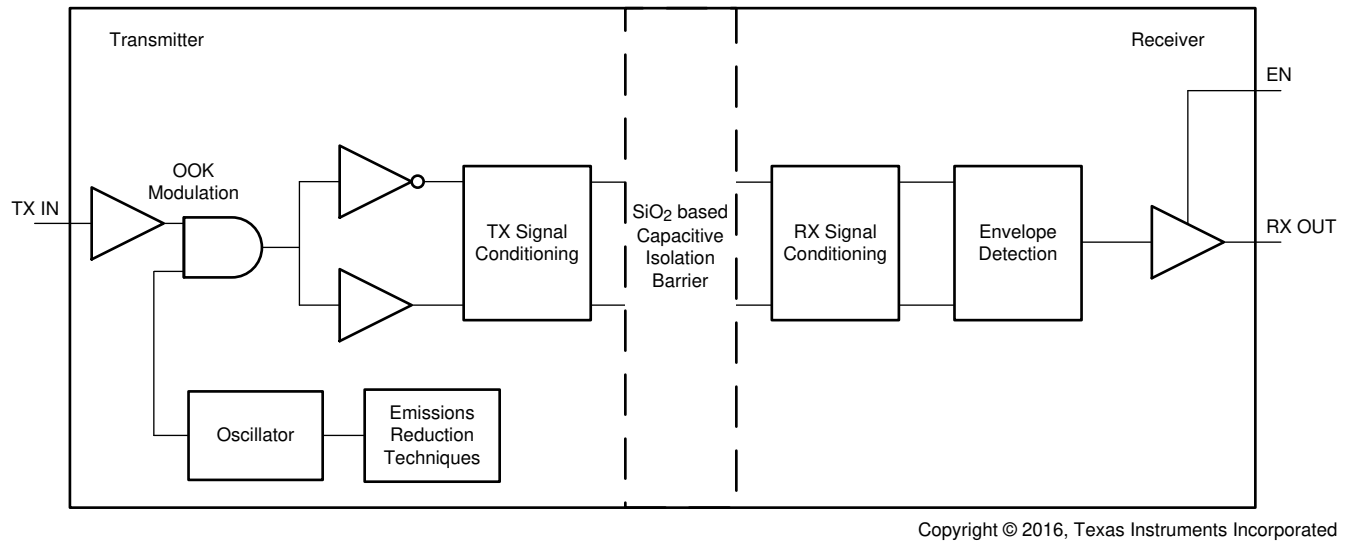 Transmitter
Receiver
EN
OOK
Modulation
TX IN
TX Signal
Conditioning
SiO2 based
Capacitive
Isolation
Barrier
RX Signal
Conditioning
Envelope
Detection
RX OUT
Oscillator
Emissions
Reduction
Techniques
Copyright © 2016, Texas Instruments Incorporated